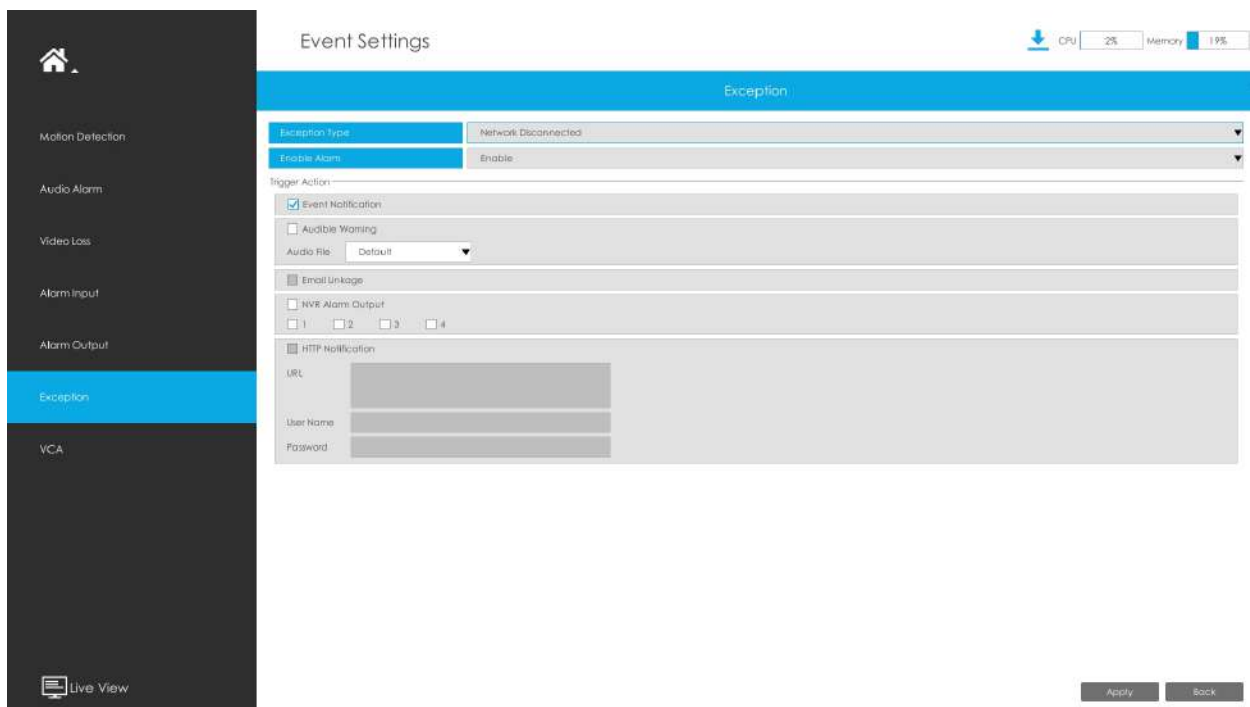 Event Settings
CPU 2% Memory 19%
Exception
Motion Detection
Audio Alarm
Video Loss
Alarm Input
Alarm Output
Exception
VCA
Live View
Exception Type Network Disconnected
Enable Alarm Enable
Trigger Action
Event Notification
Audible Warning
Audio File Default
Email Linkage
NVR Alarm Output
1 2 3 4
HTTP Notification
URL
User Name
Password
Apply Back